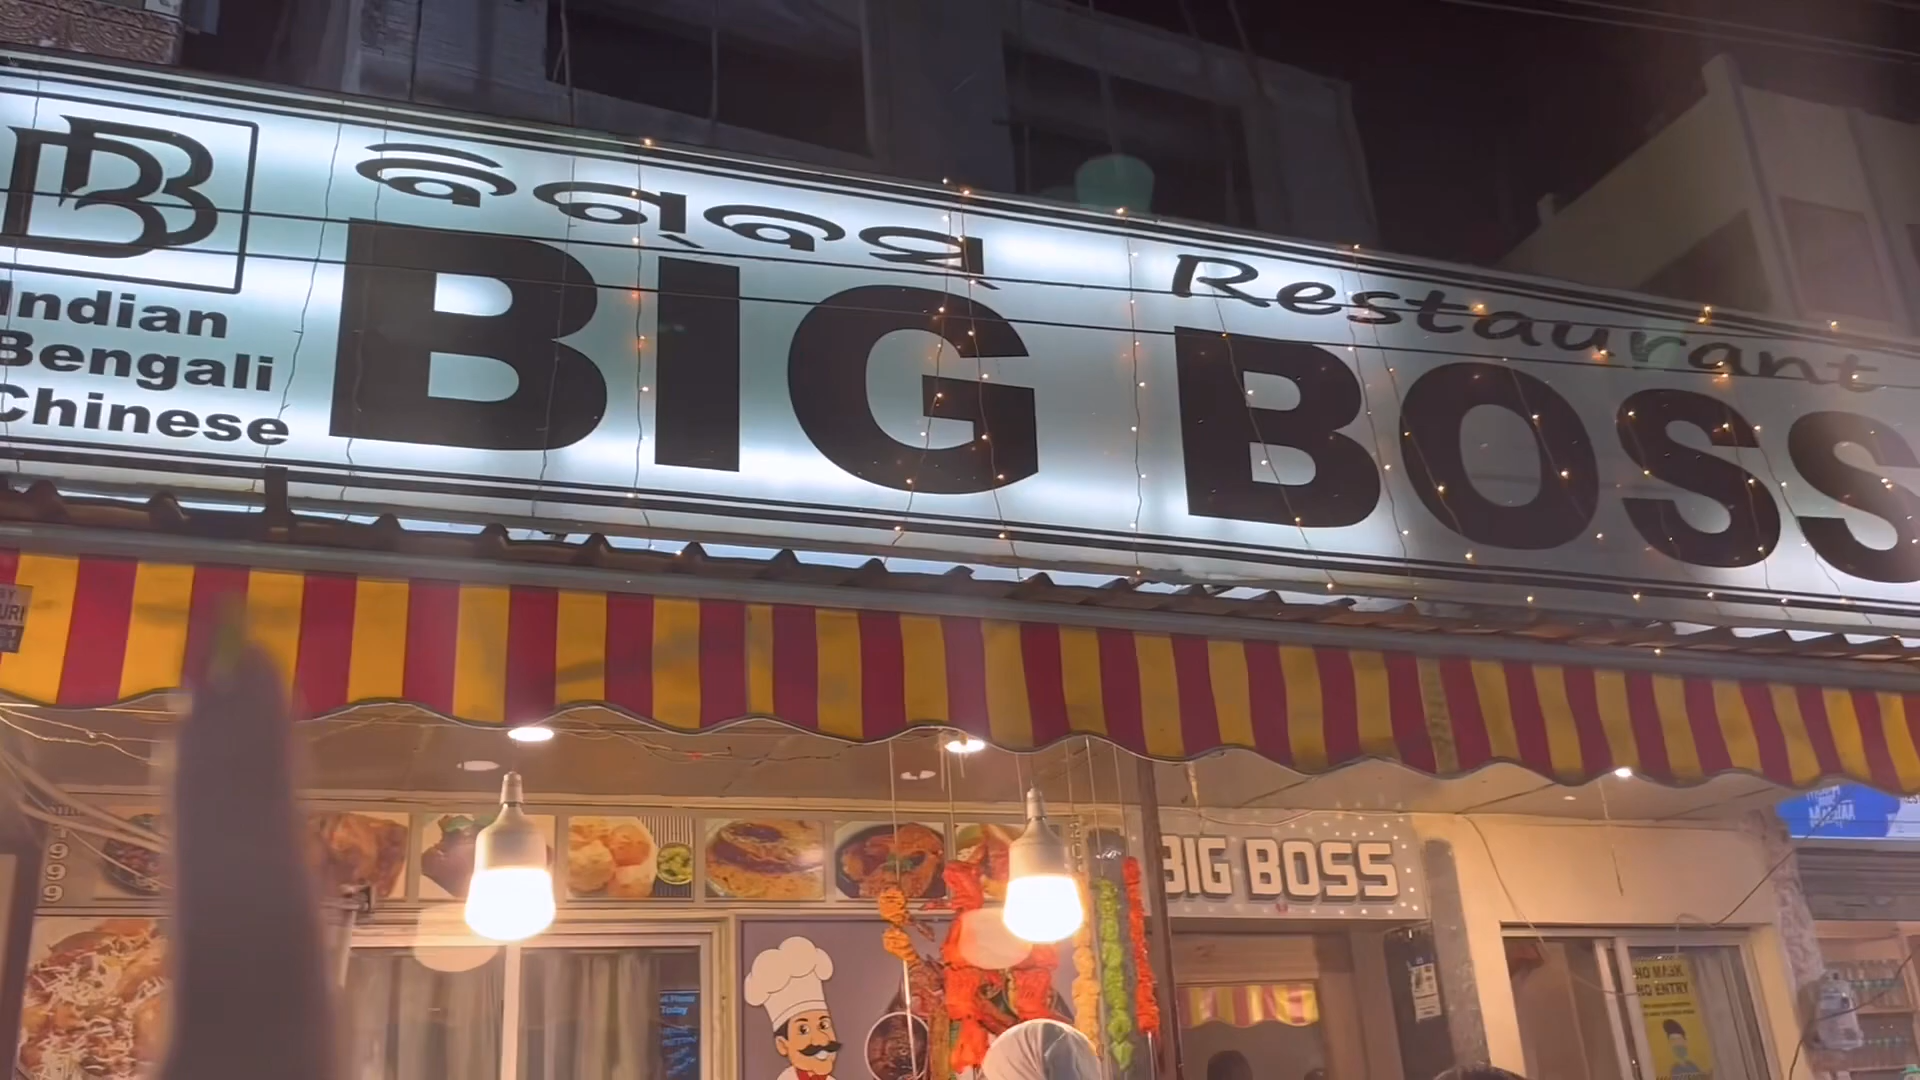 BB
Indian
Bengali
Chinese
ବିଗ୍ ବସ୍
Restaurant
BIG BOSS
BIG BOSS
NO MASK
NO ENTRY